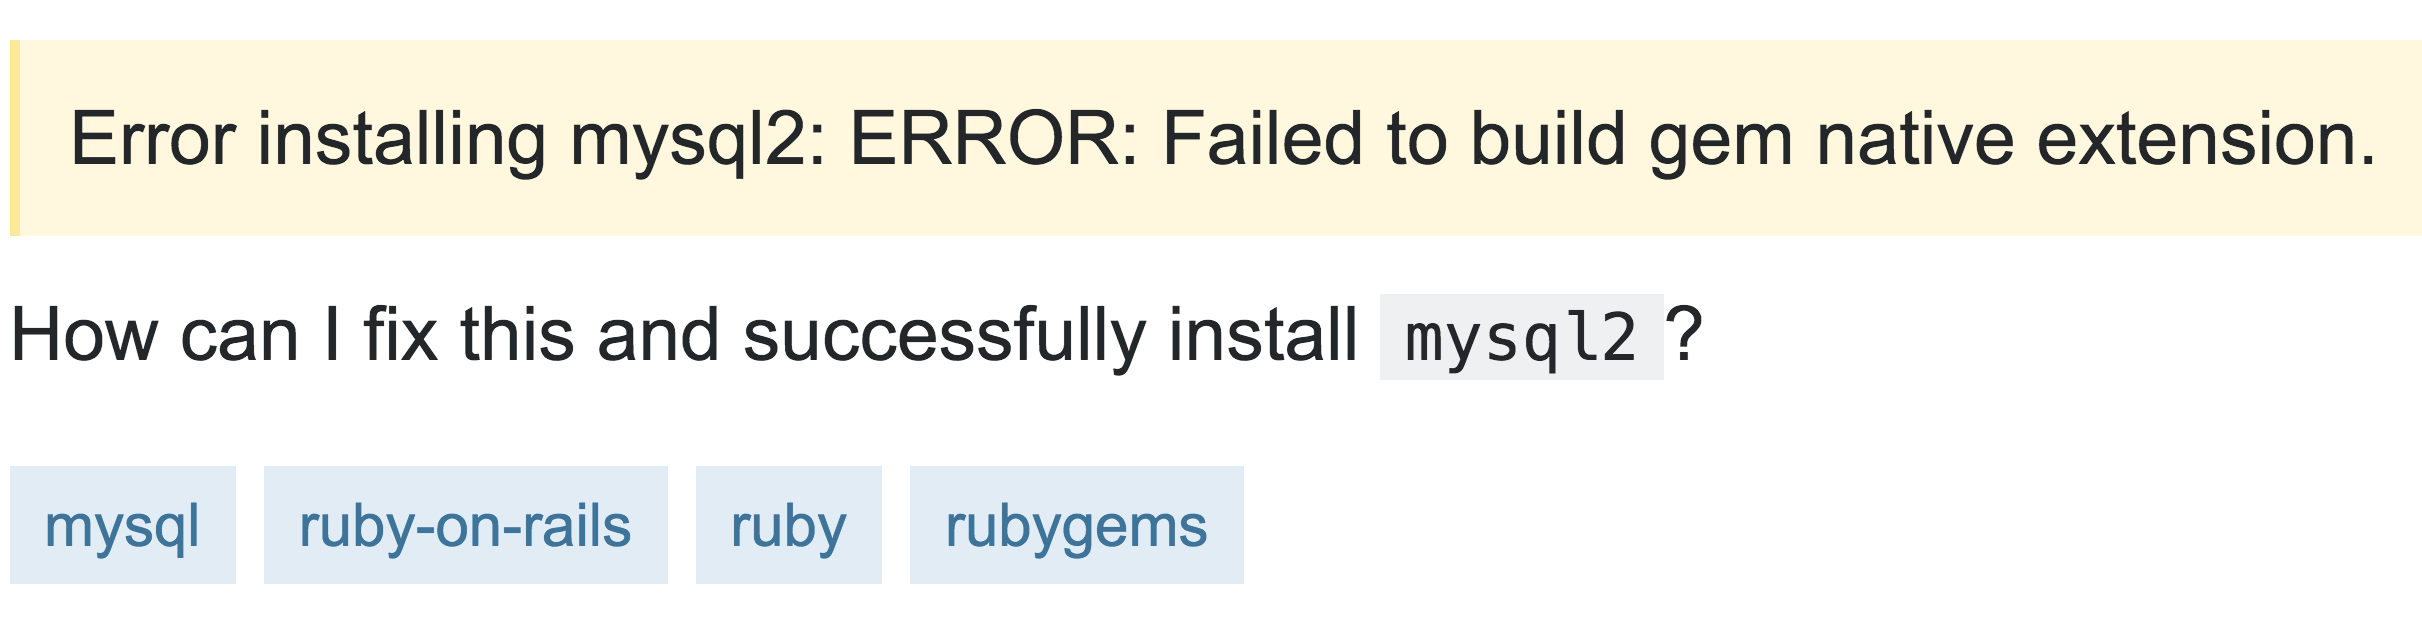 Error installing mysql2: ERROR: Failed to build gem native extension.
How can I fix this and successfully install mysql2?
mysql ruby-on-rails ruby rubygems